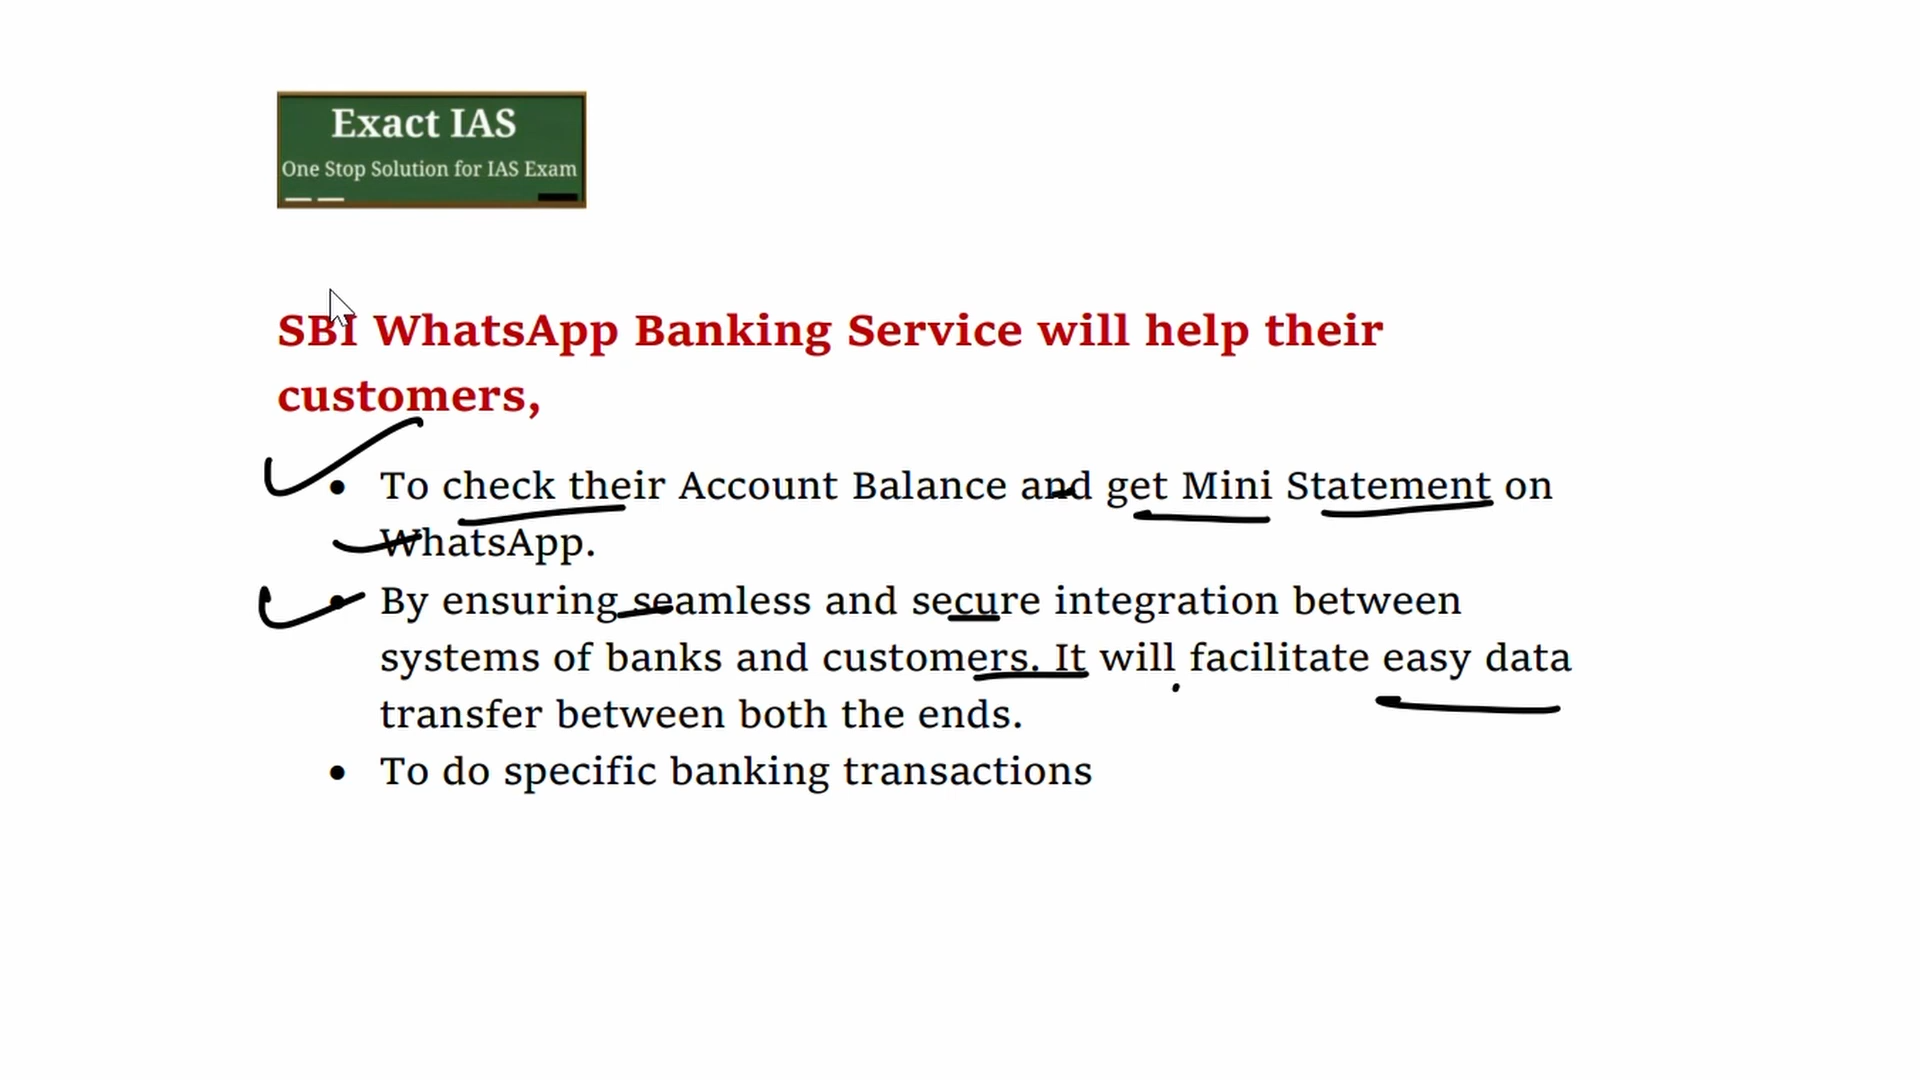 Exact IAS
One Stop Solution for IAS Exam
SBI WhatsApp Banking Service will help their
customers,
• To check their Account Balance and get Mini Statement on
WhatsApp.
• By ensuring seamless and secure integration between
systems of banks and customers. It will facilitate easy data
transfer between both the ends.
• To do specific banking transactions